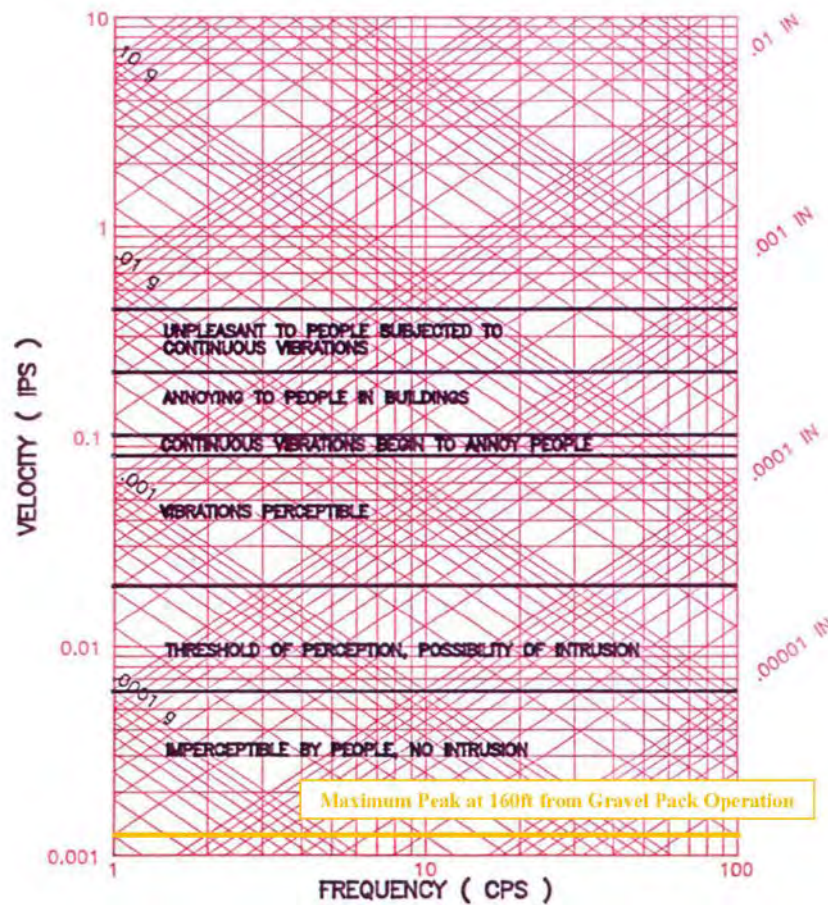 10
.01 IN
.10 g
.001 IN
1
.01 g
UNPLEASANT TO PEOPLE SUBJECTED TO
CONTINUOUS VIBRATIONS
ANNOYING TO PEOPLE IN BUILDINGS
0.1
CONTINUOUS VIBRATIONS BEGIN TO ANNOY PEOPLE
.0001 IN
.001
VIBRATIONS PERCEPTIBLE
VELOCITY ( IPS )
0.01
THRESHOLD OF PERCEPTION, POSSIBILITY OF INTRUSION
.00001 IN
.0001 g
IMPERCEPTIBLE BY PEOPLE, NO INTRUSION
Maximum Peak at 160ft from Gravel Pack Operation
0.001
1
10
100
FREQUENCY ( CPS )